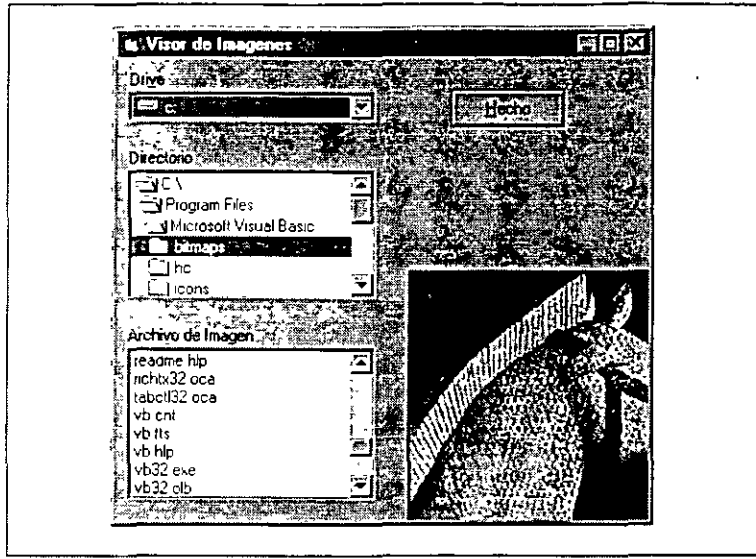 Visor de Imagenes
Drive
c:
Hecho
Directorio
C:\
Program Files
Microsoft Visual Basic
bitmaps
hc
icons
Archivo de Imagen
readme hlp
richtx32 oca
tabctl32 oca
vb cnt
vb fts
vb hlp
vb32 exe
vb32 olb